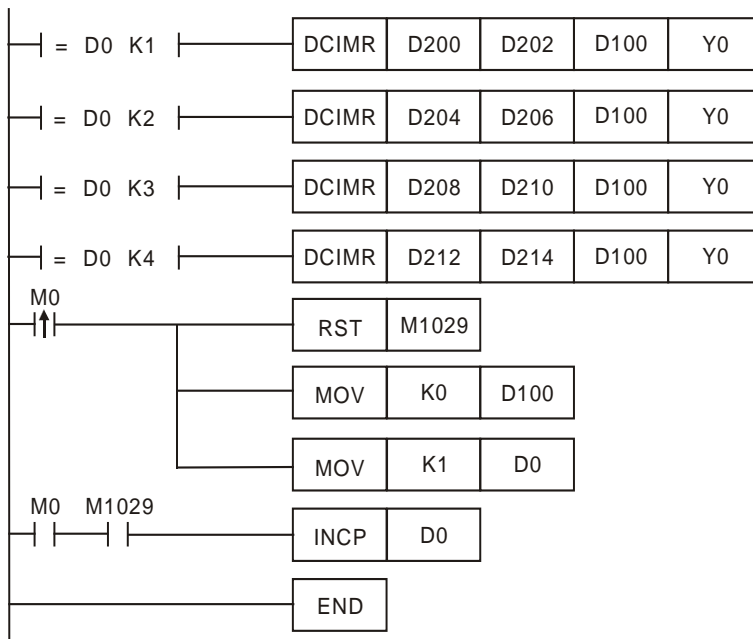 = D0 K1 DCIMR D200 D202 D100 Y0
= D0 K2 DCIMR D204 D206 D100 Y0
= D0 K3 DCIMR D208 D210 D100 Y0
= D0 K4 DCIMR D212 D214 D100 Y0
M0
RST M1029
MOV K0 D100
MOV K1 D0
M0 M1029
INCP D0
END